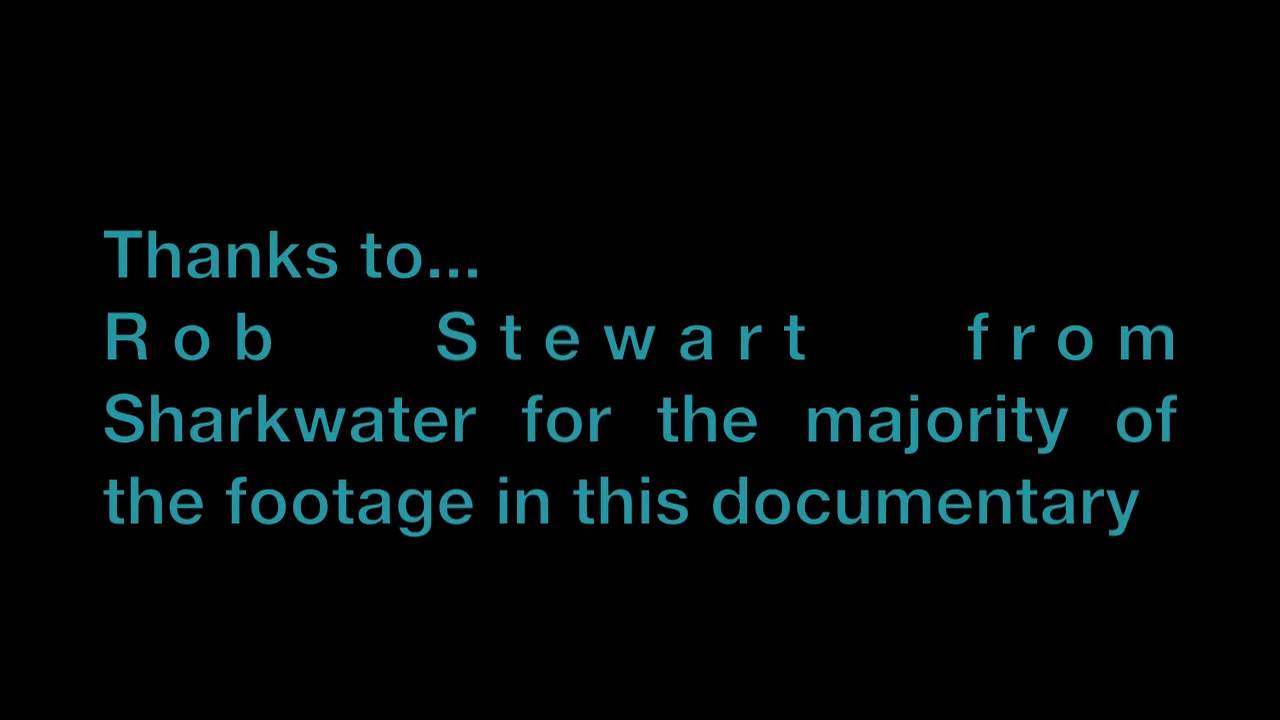 Thanks to...
Rob Stewart from
Sharkwater for the majority of
the footage in this documentary